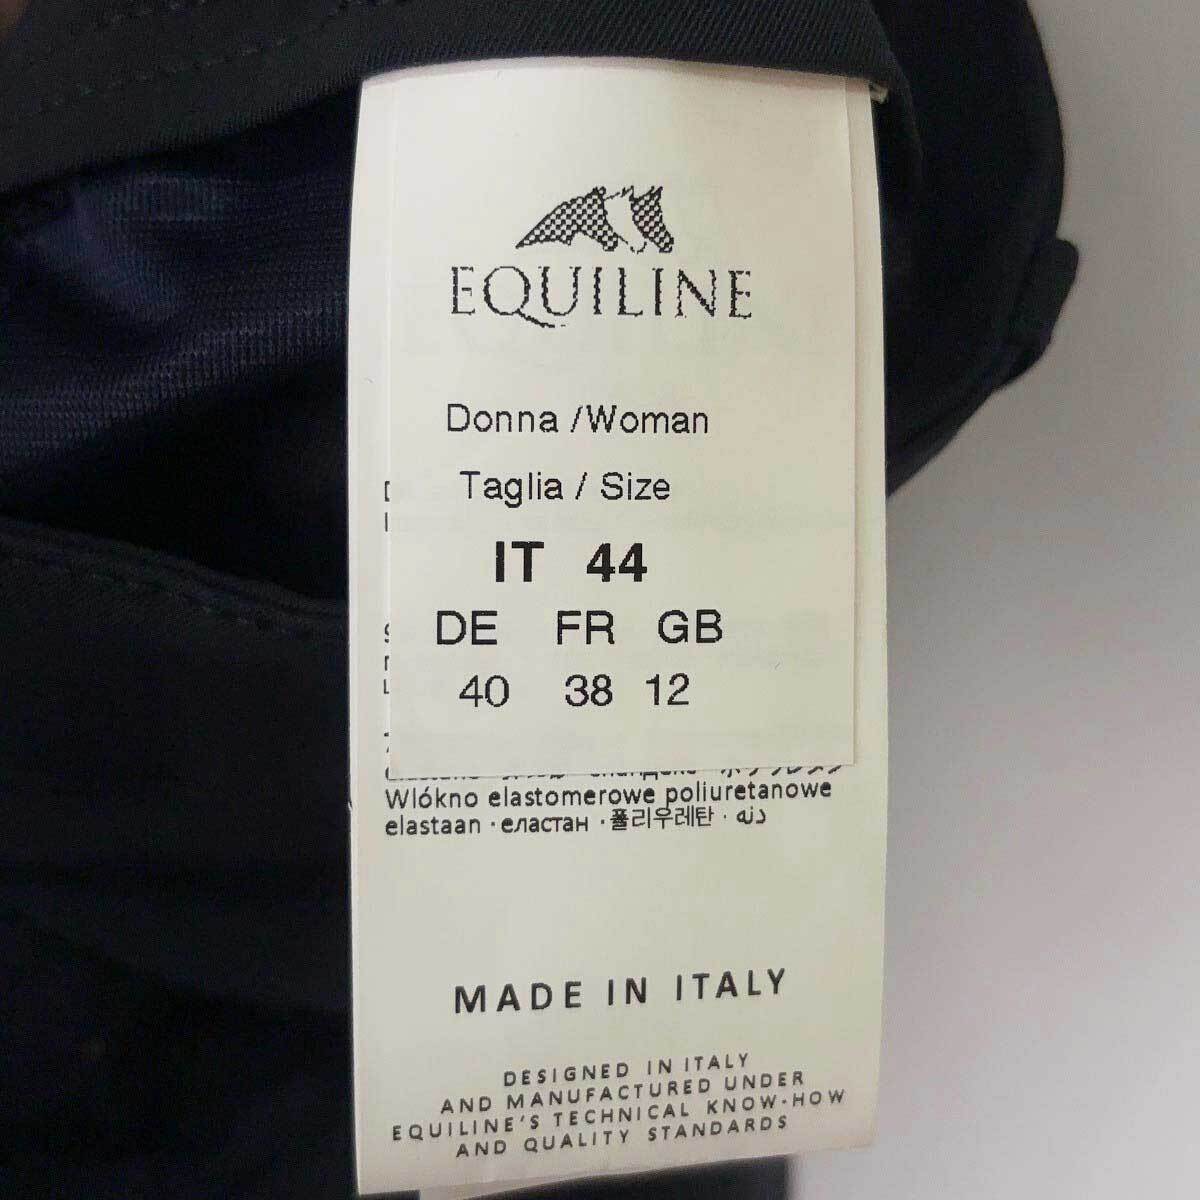 EQUILINE
Donna /Woman
Taglia / Size
IT 44
DE FR GB
40 38 12
Wlókno elastomerowe poliuretanowe
elastaan · еластан · 폴리우레탄 · دنه
MADE IN ITALY
DESIGNED IN ITALY
AND MANUFACTURED UNDER
EQUILINE'S TECHNICAL KNOW-HOW
AND QUALITY STANDARDS